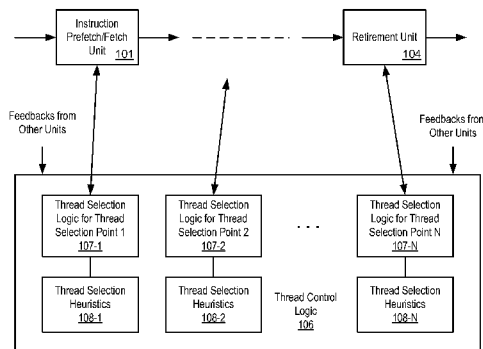 Instruction
Prefetch/Fetch
Unit
101
Retirement Unit
104
Feedbacks from
Other Units
Feedbacks from
Other Units
Thread Selection
Logic for Thread
Selection Point 1
107-1
Thread Selection
Logic for Thread
Selection Point 2
107-2
. . .
Thread Selection
Logic for Thread
Selection Point N
107-N
Thread Selection
Heuristics
108-1
Thread Selection
Heuristics
108-2
Thread Control
Logic
106
Thread Selection
Heuristics
108-N